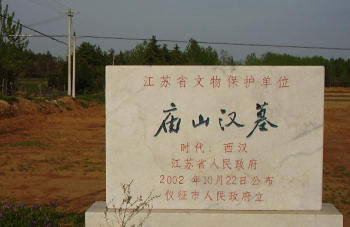 江苏省文物保护单位
庙山汉墓
时代：西汉
江苏省人民政府
2002年10月22日公布
仪征市人民政府立